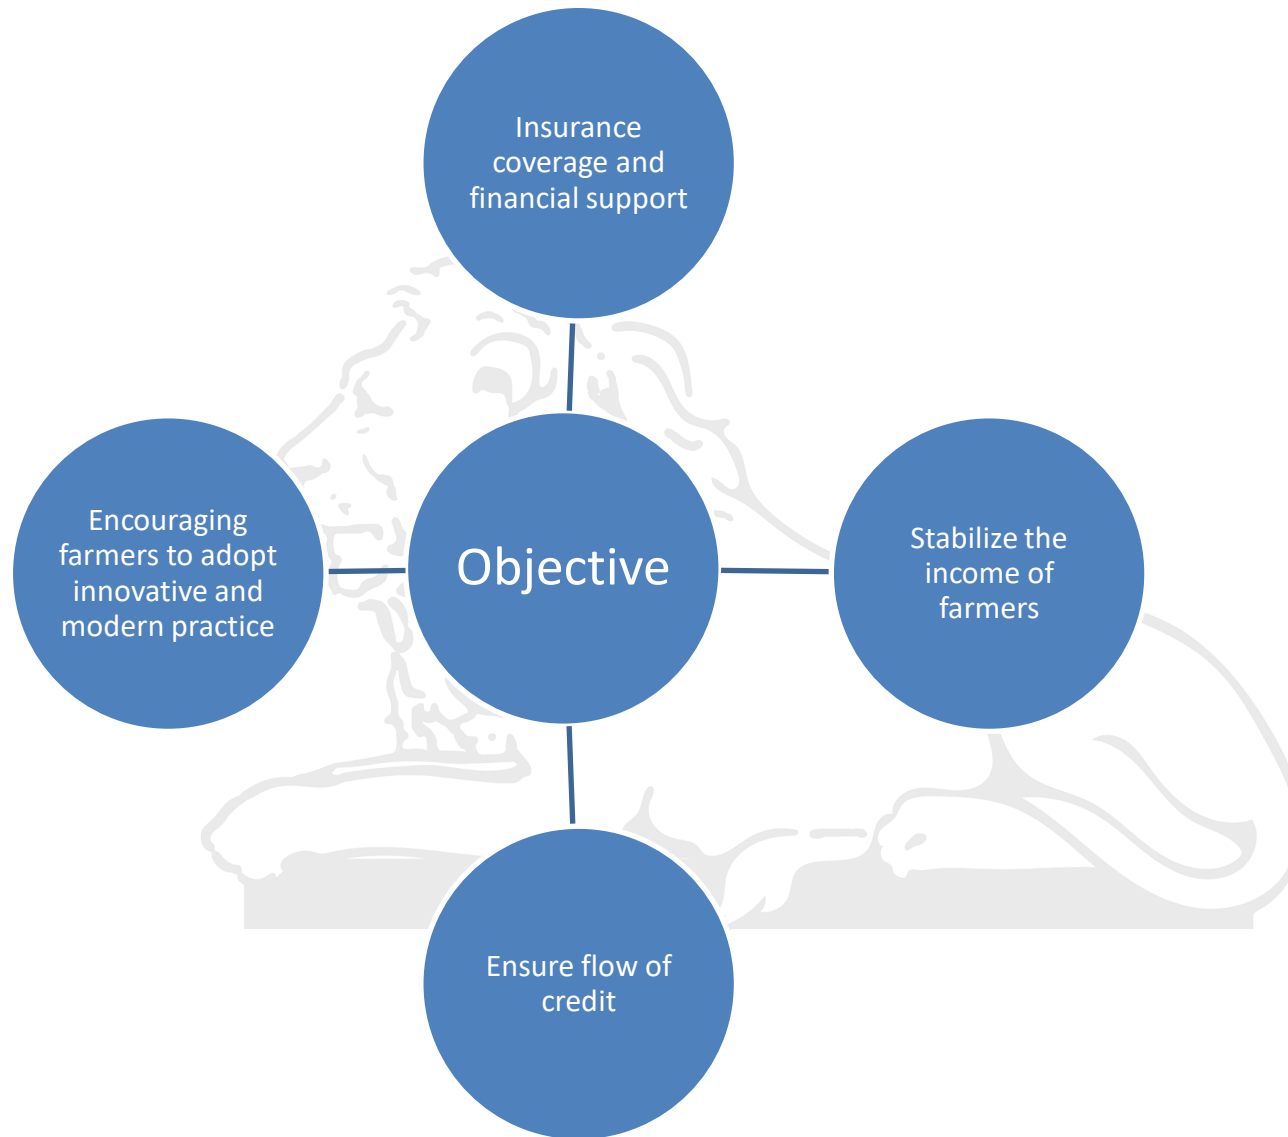 Insurance
coverage and
financial support
Encouraging
farmers to adopt
innovative and
modern practice
Objective
Stabilize the
income of
farmers
Ensure flow of
credit